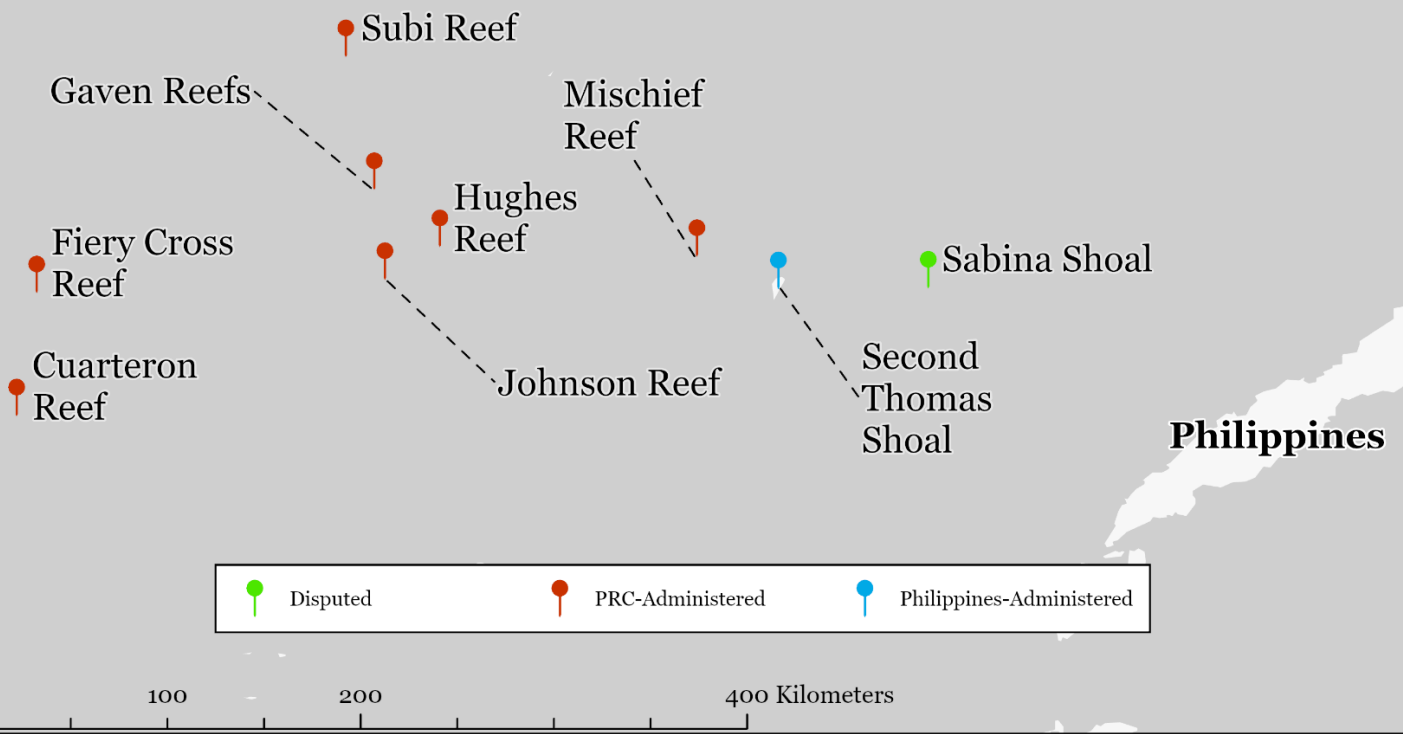 Subi Reef
Gaven Reefs
Mischief
Reef
Hughes
Reef
Fiery Cross
Reef
Sabina Shoal
Cuarteron
Reef
Johnson Reef
Second
Thomas
Shoal
Philippines
Disputed
PRC-Administered
Philippines-Administered
100 200 400 Kilometers